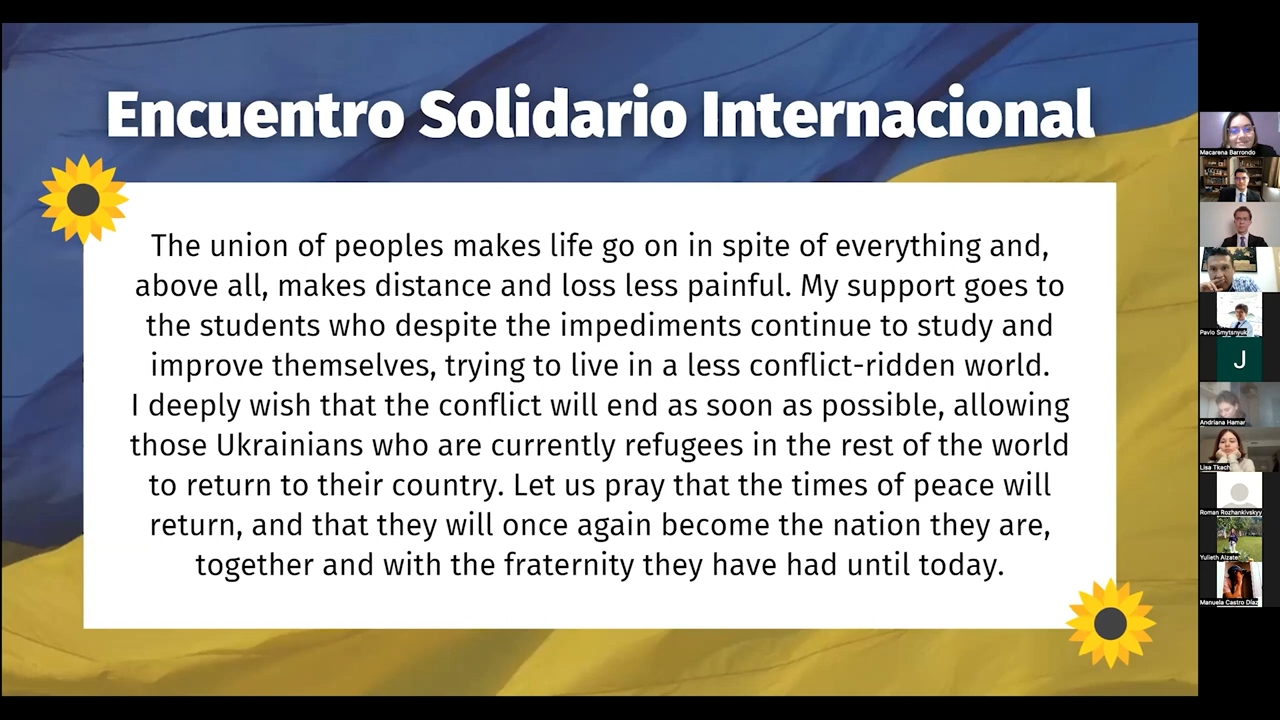 Encuentro Solidario Internacional
The union of peoples makes life go on in spite of everything and,
above all, makes distance and loss less painful. My support goes to
the students who despite the impediments continue to study and
improve themselves, trying to live in a less conflict-ridden world.
I deeply wish that the conflict will end as soon as possible, allowing
those Ukrainians who are currently refugees in the rest of the world
to return to their country. Let us pray that the times of peace will
return, and that they will once again become the nation they are,
together and with the fraternity they have had until today.
Macarena Barrondo
Pavlo Smytsnyuk
J
Andriana Hamar
Lisa Tkach
Roman Rozhankivskyy
Yulieth Alzate
Manuela Castro Díaz